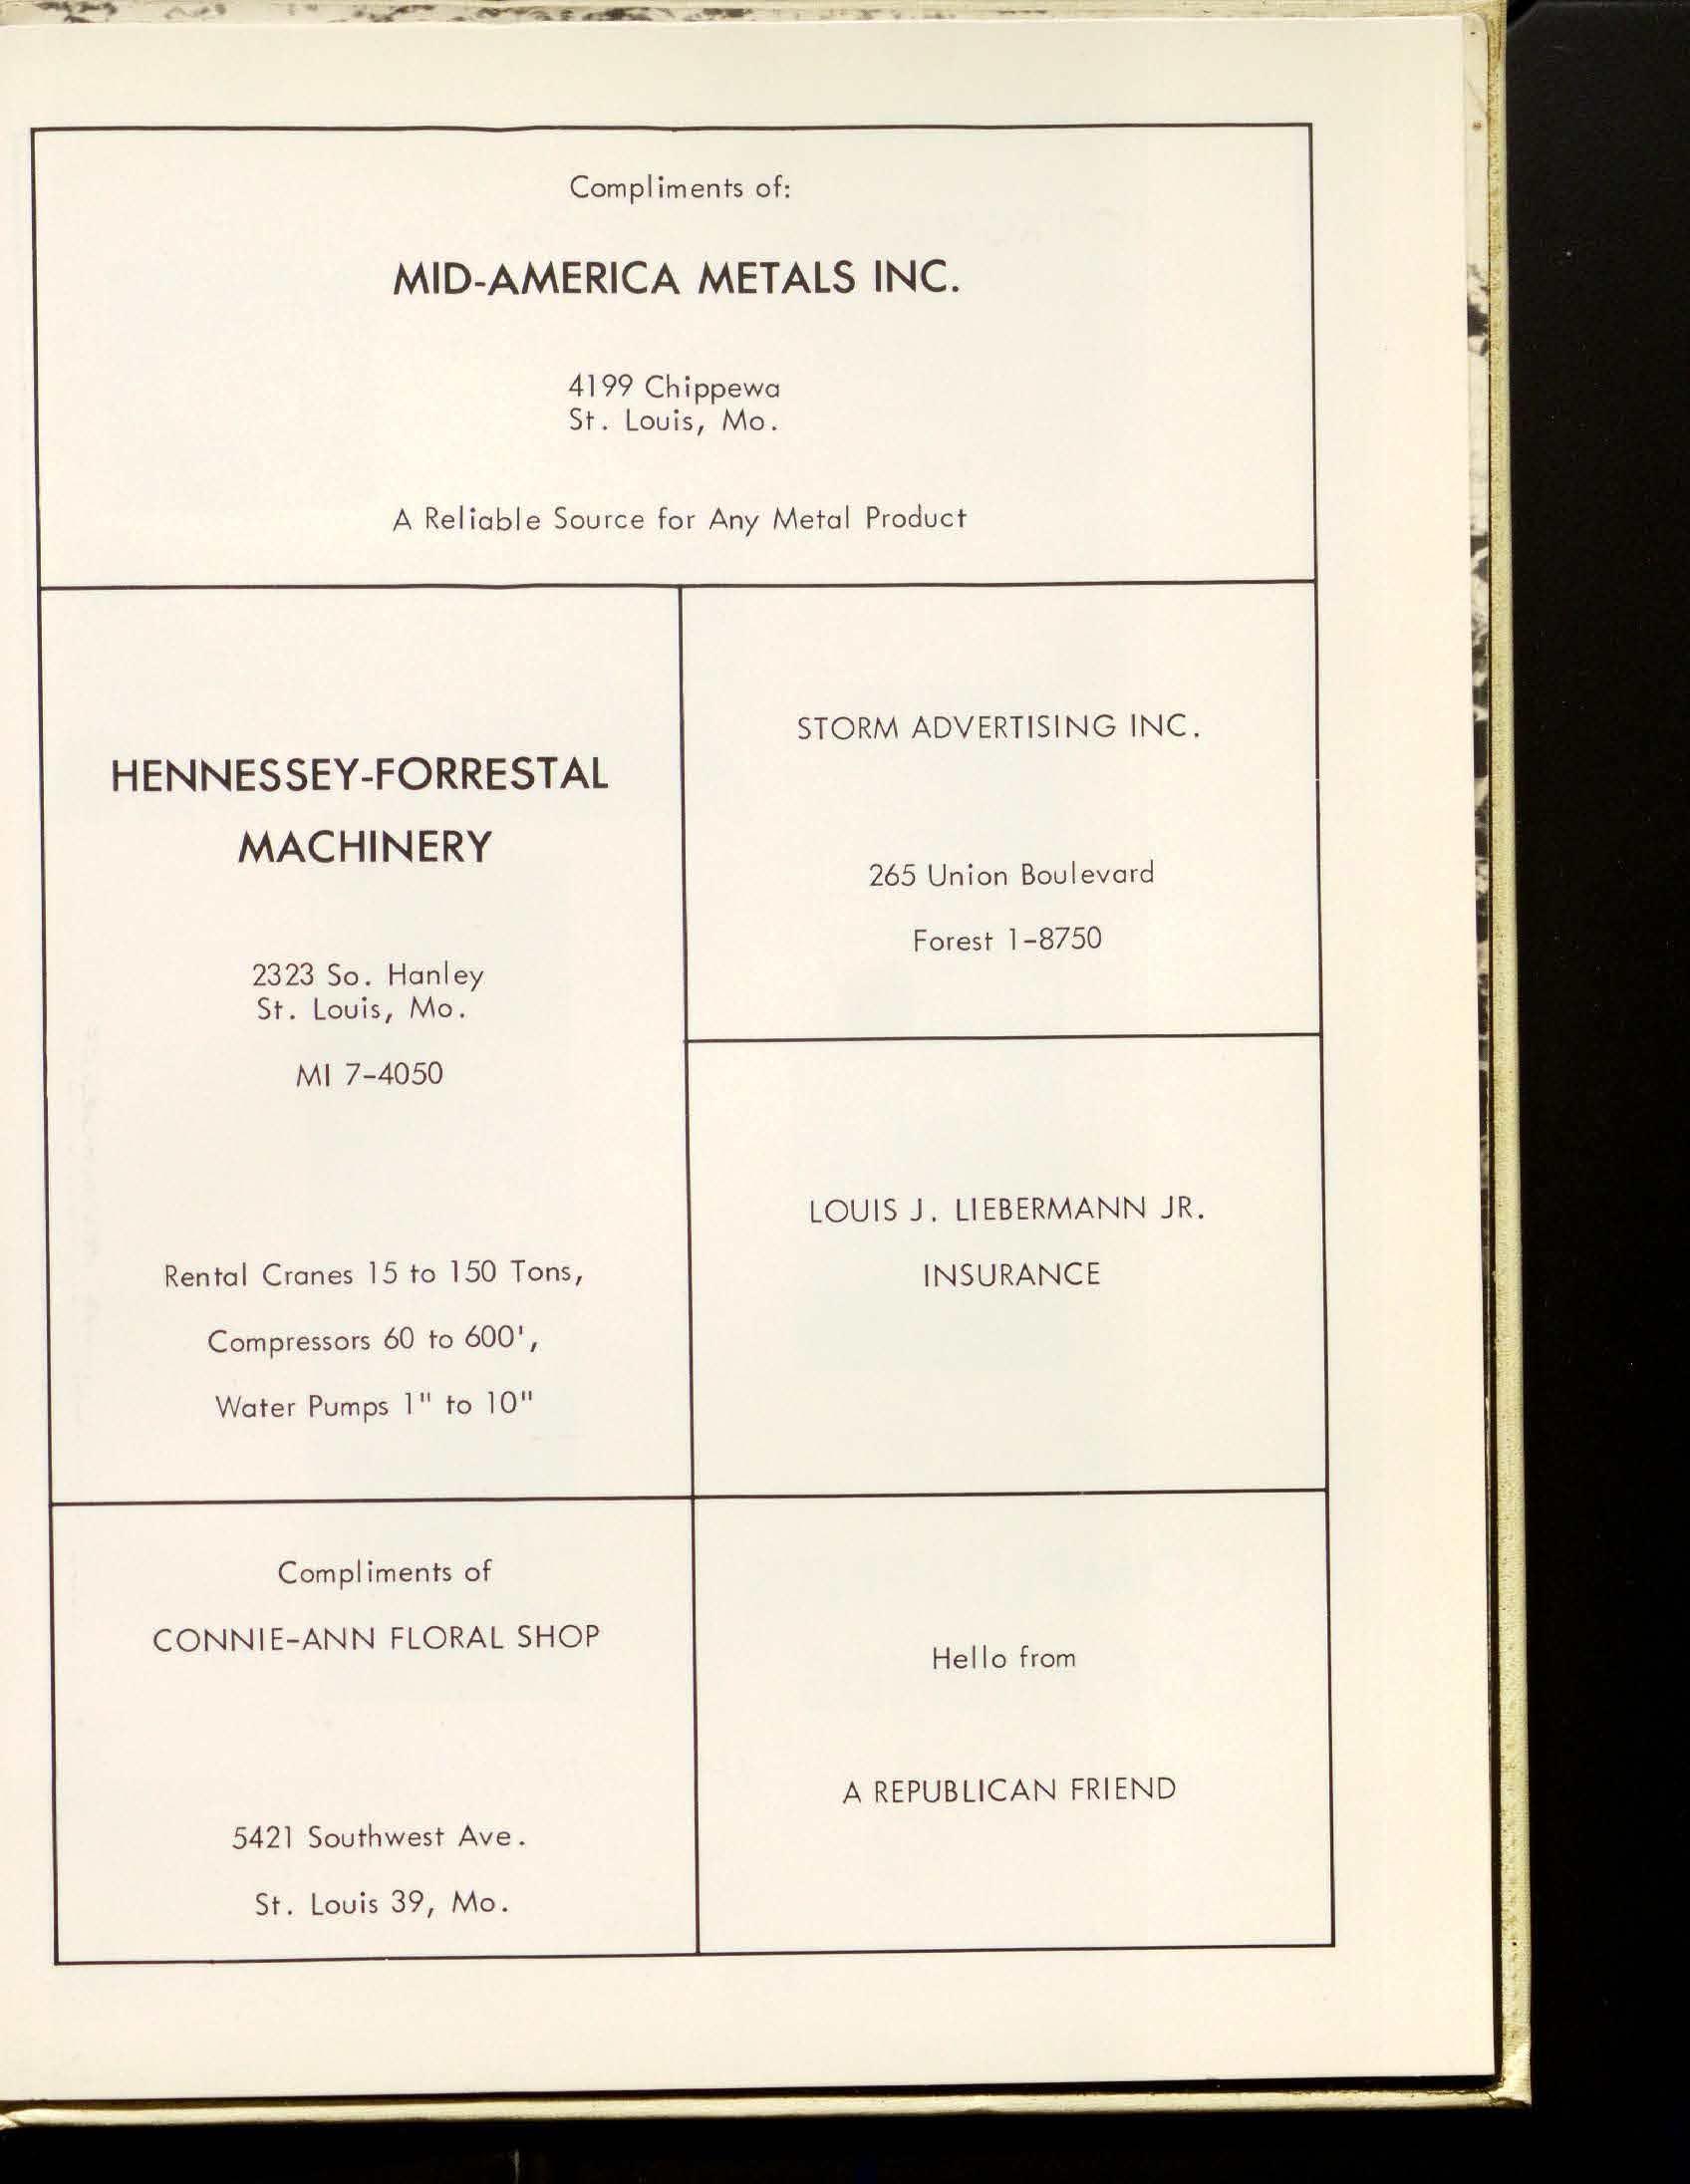 Compliments of:
MID-AMERICA METALS INC.
4199 Chippewa
St. Louis, Mo.
A Reliable Source for Any Metal Product
HENNESSEY-FORRESTAL
MACHINERY
2323 So. Hanley
St. Louis, Mo.
MI 7-4050
Rental Cranes 15 to 150 Tons,
Compressors 60 to 600',
Water Pumps 1" to 10"
STORM ADVERTISING INC.
265 Union Boulevard
Forest 1-8750
LOUIS J. LIEBERMANN JR.
INSURANCE
Compliments of
CONNIE-ANN FLORAL SHOP
5421 Southwest Ave.
St. Louis 39, Mo.
Hello from
A REPUBLICAN FRIEND